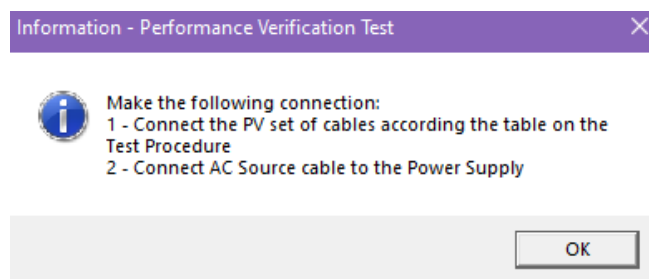 Information - Performance Verification Test
Make the following connection:
1 - Connect the PV set of cables according the table on the
Test Procedure
2 - Connect AC Source cable to the Power Supply
OK